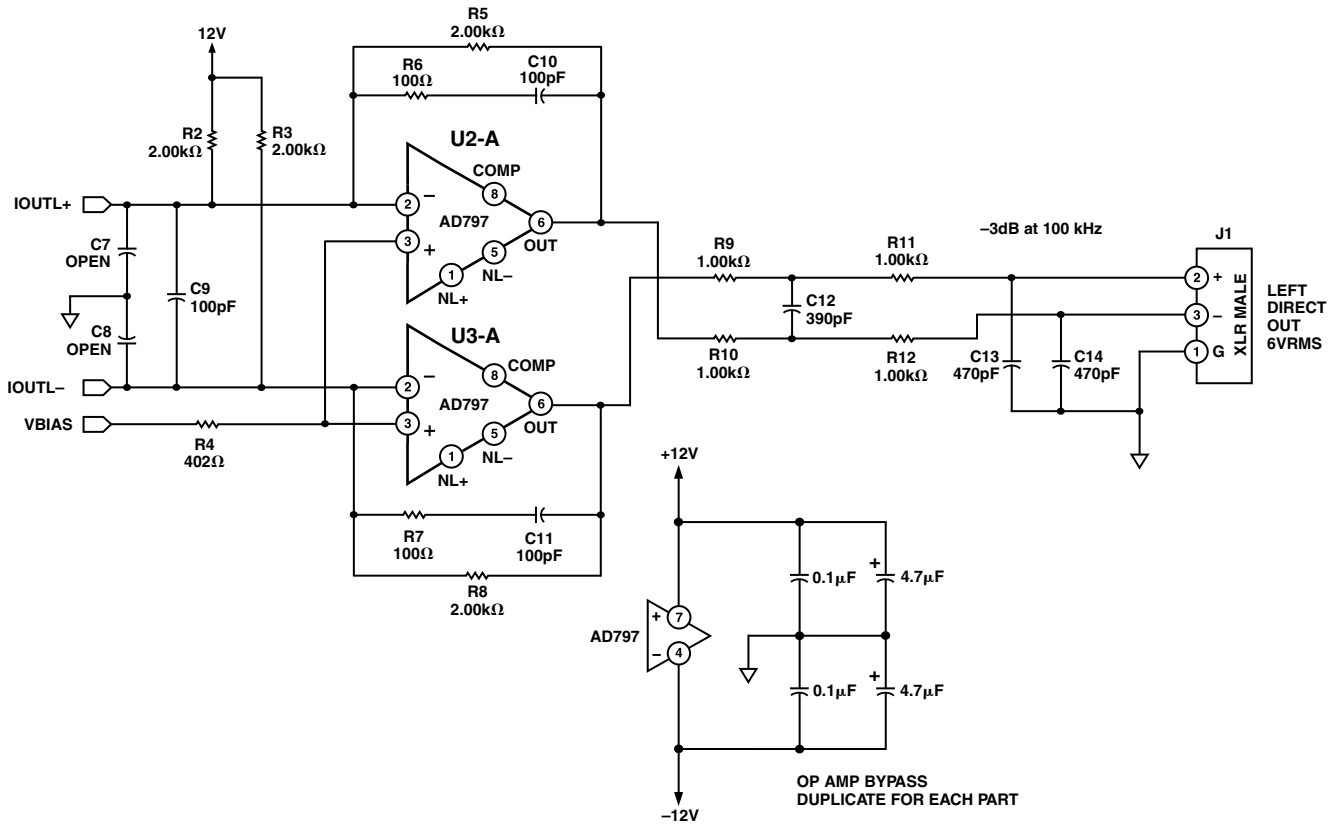 R5
2.00kΩ
12V
R6
100Ω
C10
100pF
R2
2.00kΩ
R3
2.00kΩ
U2-A
COMP
8
IOUTL+
2
–
AD797
6
OUT
3
+
5
NL–
1
NL+
C7
OPEN
C9
100pF
C8
OPEN
R9
1.00kΩ
R11
1.00kΩ
–3dB at 100 kHz
J1
2
+
3
–
1
G
XLR MALE
LEFT
DIRECT
OUT
6VRMS
C12
390pF
R10
1.00kΩ
R12
1.00kΩ
C13
470pF
C14
470pF
U3-A
COMP
8
IOUTL–
2
–
AD797
6
OUT
VBIAS
3
+
5
NL–
1
NL+
R4
402Ω
R7
100Ω
C11
100pF
R8
2.00kΩ
+12V
0.1μF
+
4.7μF
AD797
+
7
–
4
0.1μF
+
4.7μF
–12V
OP AMP BYPASS
DUPLICATE FOR EACH PART